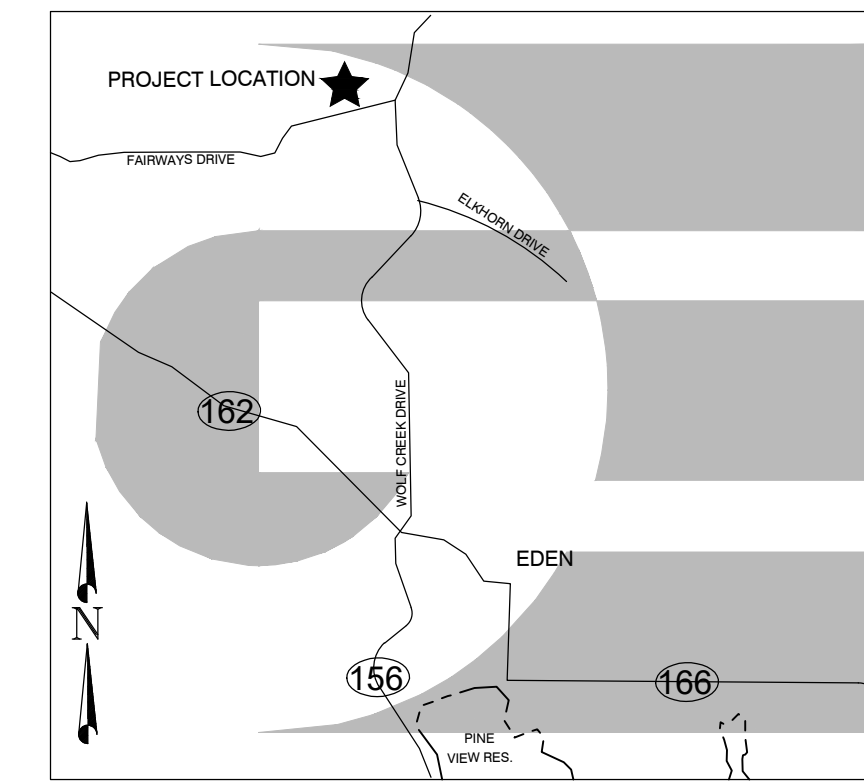 PROJECT LOCATION
FAIRWAYS DRIVE
ELKHORN DRIVE
162
WOLF CREEK DRIVE
EDEN
N
156
166
PINE
VIEW RES.